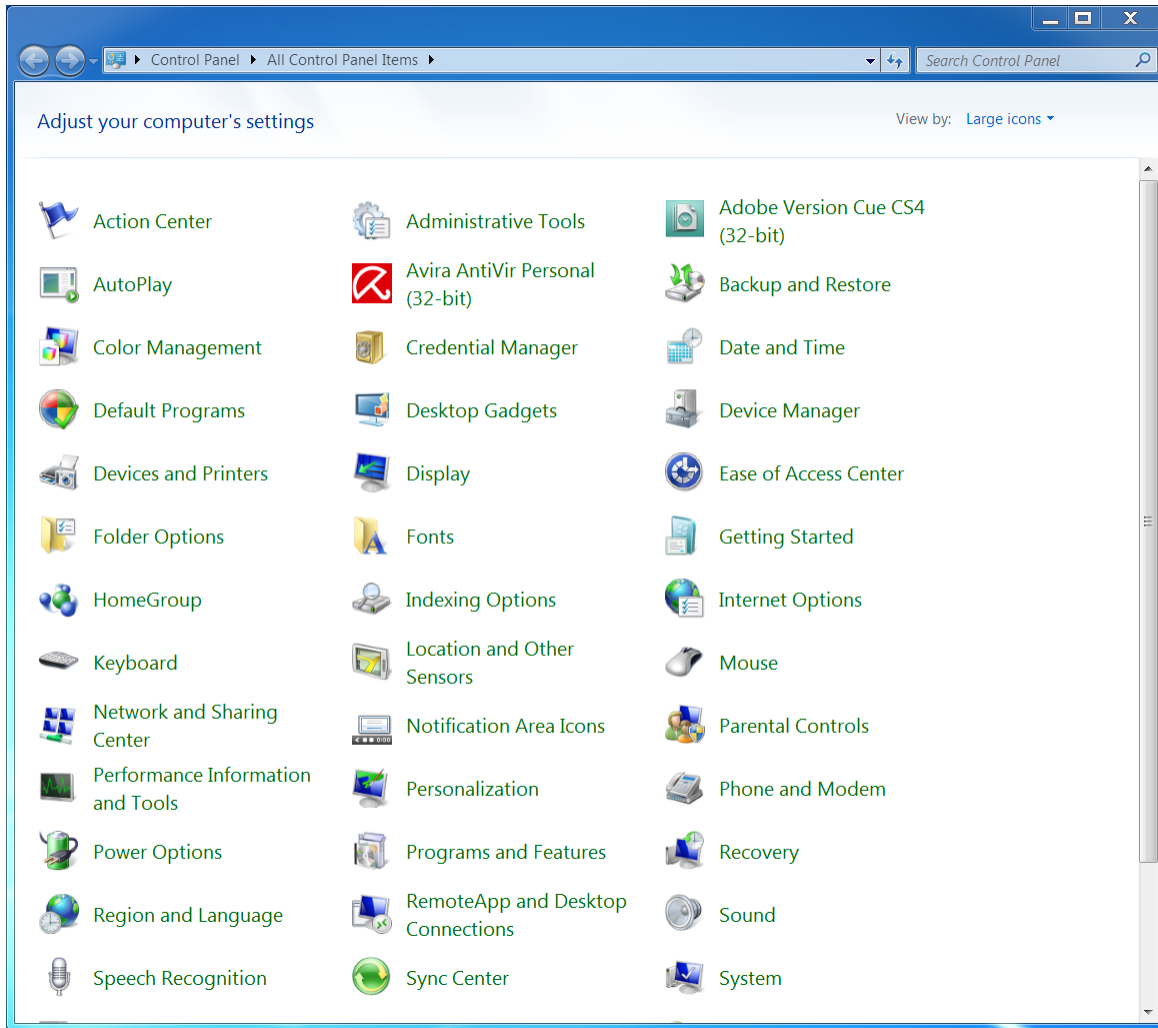 Control Panel All Control Panel Items Search Control Panel
Adjust your computer's settings View by: Large icons
Action Center
Administrative Tools
Adobe Version Cue CS4
(32-bit)
AutoPlay
Avira AntiVir Personal
(32-bit)
Backup and Restore
Color Management
Credential Manager
Date and Time
Default Programs
Desktop Gadgets
Device Manager
Devices and Printers
Display
Ease of Access Center
Folder Options
Fonts
Getting Started
HomeGroup
Indexing Options
Internet Options
Keyboard
Location and Other
Sensors
Mouse
Network and Sharing
Center
Notification Area Icons
Parental Controls
Performance Information
and Tools
Personalization
Phone and Modem
Power Options
Programs and Features
Recovery
Region and Language
RemoteApp and Desktop
Connections
Sound
Speech Recognition
Sync Center
System